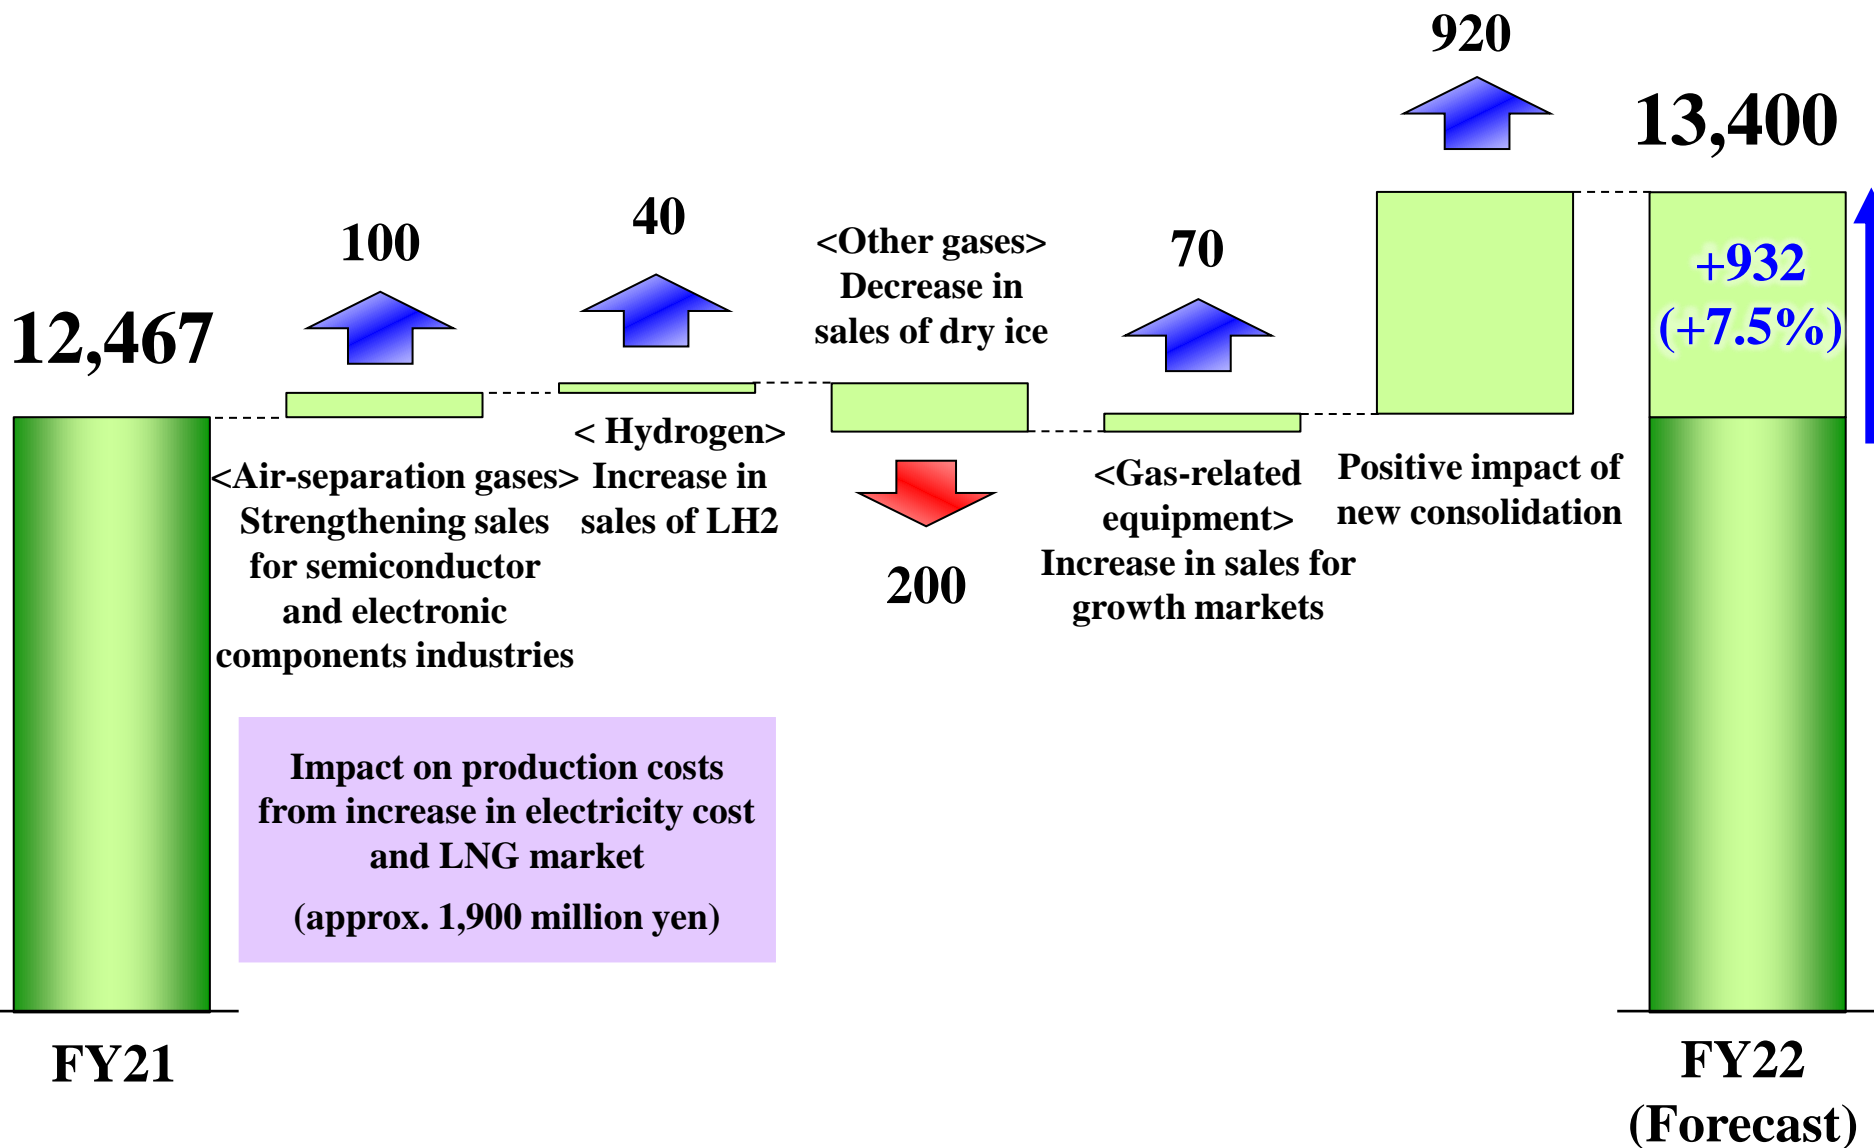 920
13,400
40
100
<Other gases>
Decrease in
sales of dry ice
70
+932
(+7.5%)
12,467
< Hydrogen>
Increase in
sales of LH2
<Air-separation gases>
Strengthening sales
for semiconductor
and electronic
components industries
200
<Gas-related
equipment>
Increase in sales for
growth markets
Positive impact of
new consolidation
Impact on production costs
from increase in electricity cost
and LNG market
(approx. 1,900 million yen)
FY21
FY22
(Forecast)